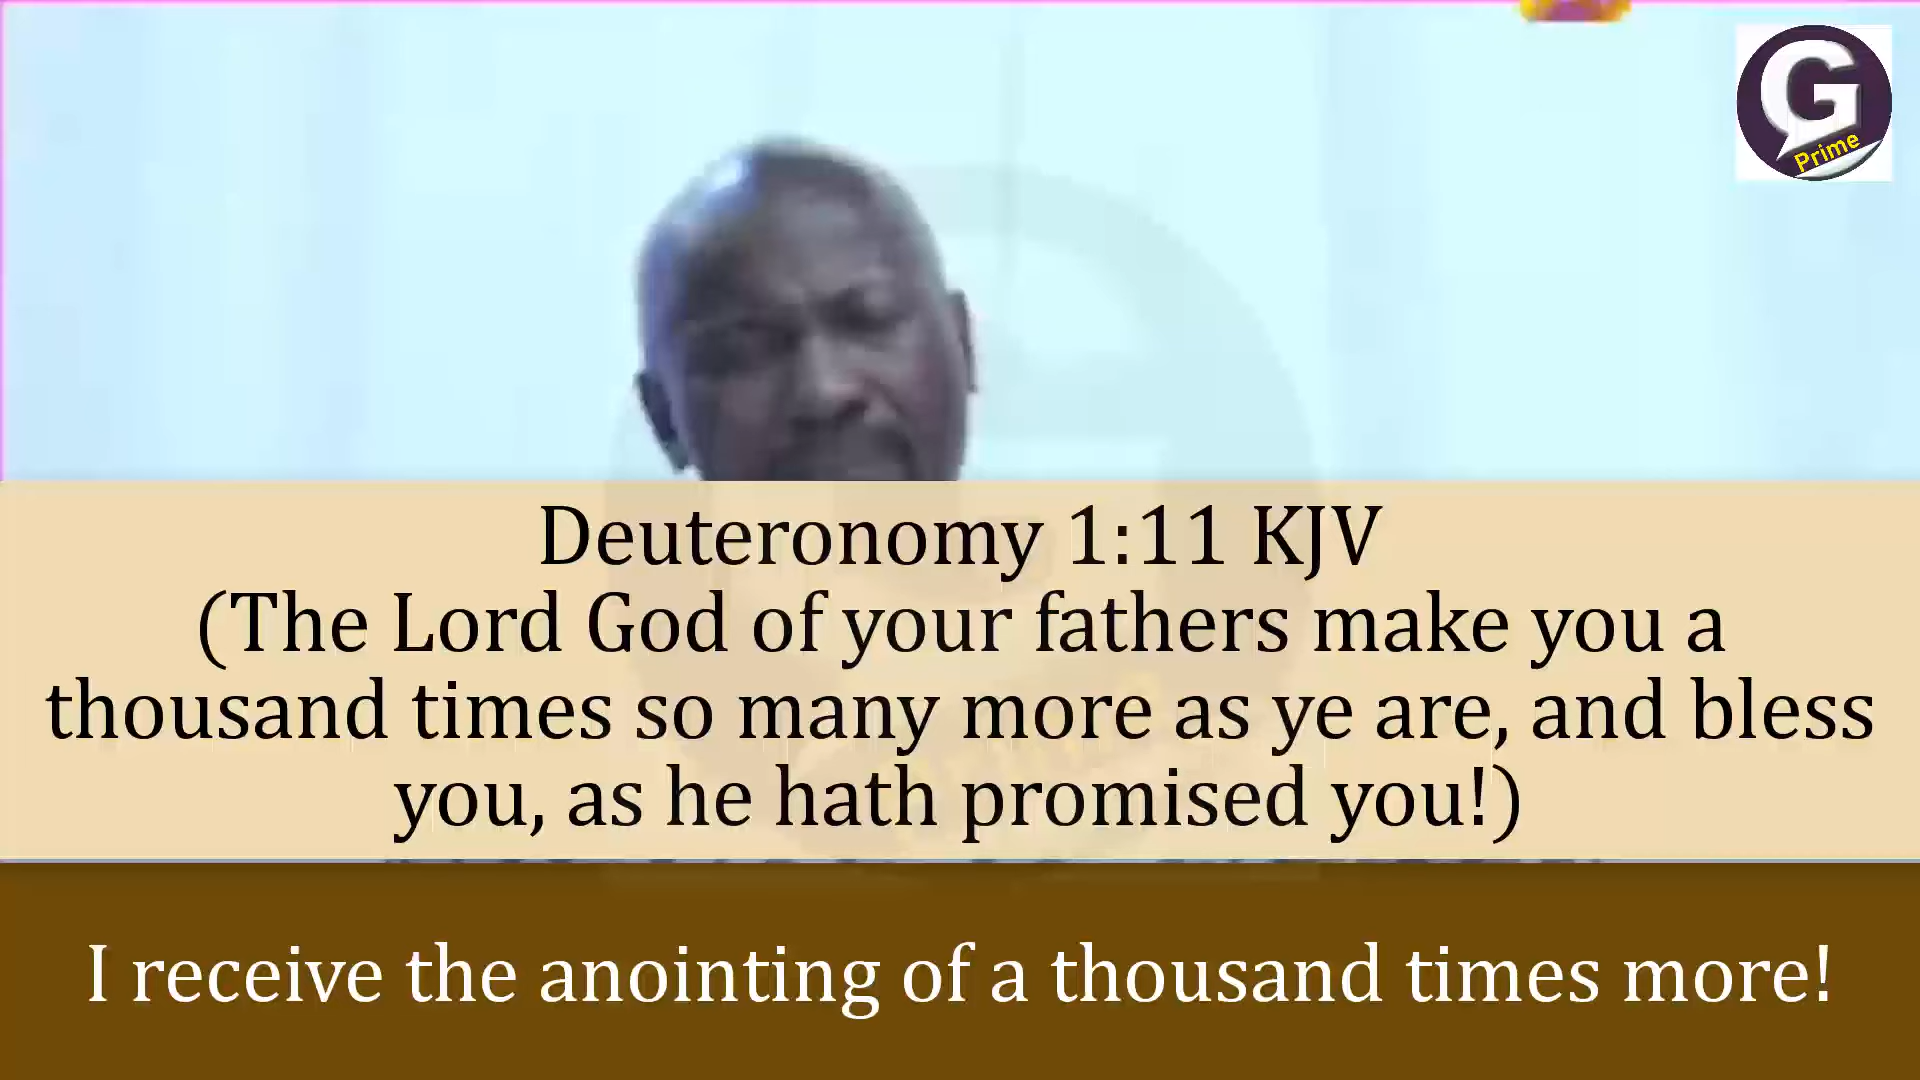 G
Prime
Deuteronomy 1:11 KJV
(The Lord God of your fathers make you a
thousand times so many more as ye are, and bless
you, as he hath promised you!)
I receive the anointing of a thousand times more!